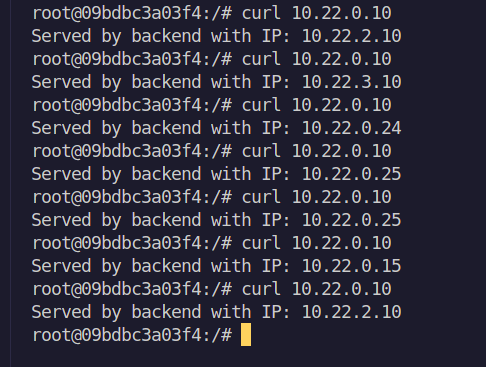 root@09bdbc3a03f4:/# curl 10.22.0.10
Served by backend with IP: 10.22.2.10
root@09bdbc3a03f4:/# curl 10.22.0.10
Served by backend with IP: 10.22.3.10
root@09bdbc3a03f4:/# curl 10.22.0.10
Served by backend with IP: 10.22.0.24
root@09bdbc3a03f4:/# curl 10.22.0.10
Served by backend with IP: 10.22.0.25
root@09bdbc3a03f4:/# curl 10.22.0.10
Served by backend with IP: 10.22.0.25
root@09bdbc3a03f4:/# curl 10.22.0.10
Served by backend with IP: 10.22.0.15
root@09bdbc3a03f4:/# curl 10.22.0.10
Served by backend with IP: 10.22.2.10
root@09bdbc3a03f4:/#